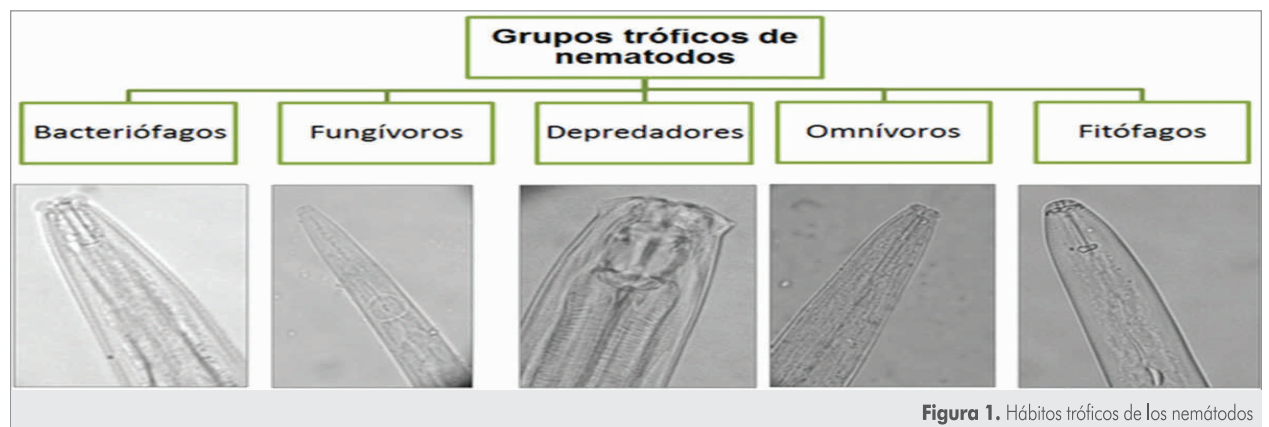 Grupos tróficos de
nematodos
Bacteriófagos
Fungívoros
Depredadores
Omnívoros
Fitófagos
Figura 1. Hábitos tróficos de los nemátodos